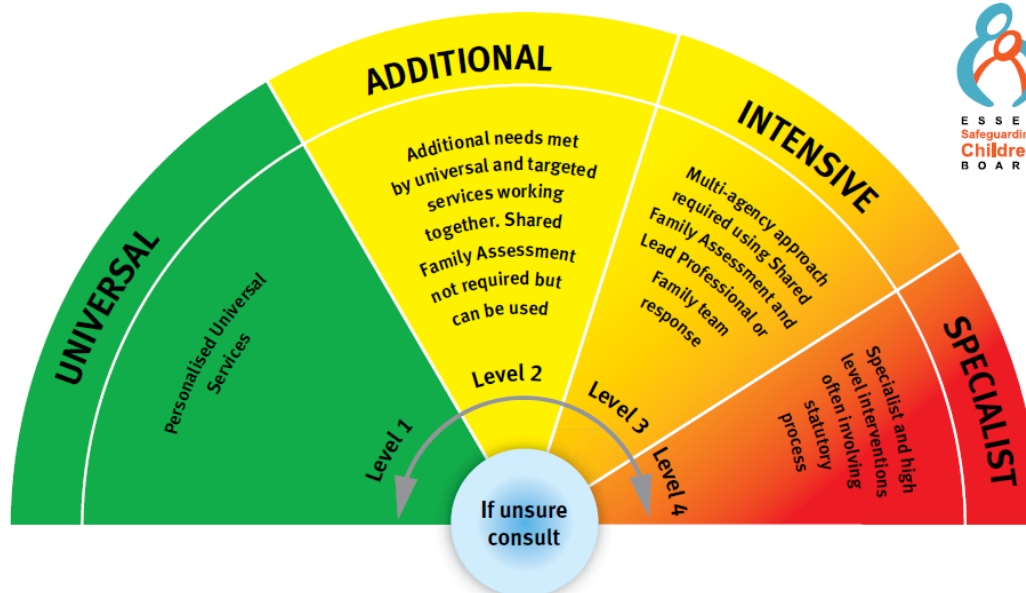 UNIVERSAL
Personalised Universal
Services
Level 1
ADDITIONAL
Additional needs met
by universal and targeted
services working
together. Shared
Family Assessment
not required but
can be used
Level 2
INTENSIVE
Multi-agency approach
required using Shared
Family Assessment and
Lead Professional or
Family team
response
Level 3
SPECIALIST
Specialist and high
level interventions
often involving
statutory
process
Level 4
If unsure
consult
ESSE
Safeguardin
Childre
BOAR